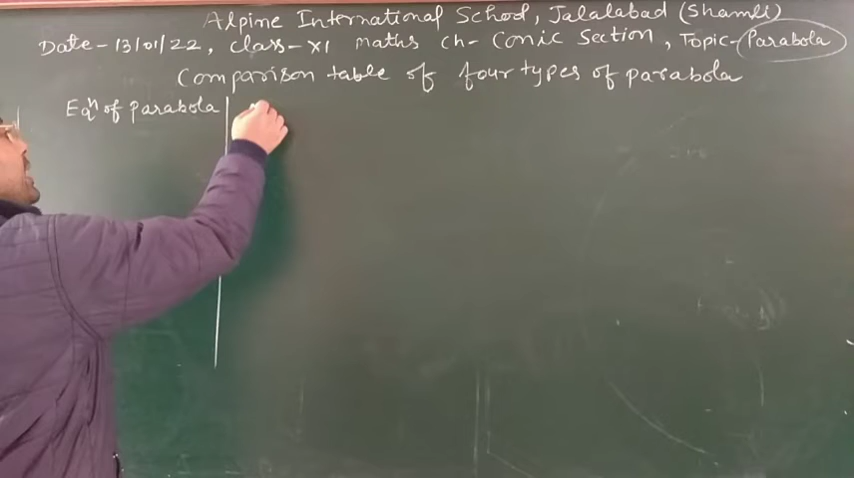 Alpine International School, Jalalabad (Shamli)
Date - 13/01/22, Class - XI maths Ch- Conic Section, Topic- Parabola
Comparison table of four types of parabola
Eqⁿ of parabola